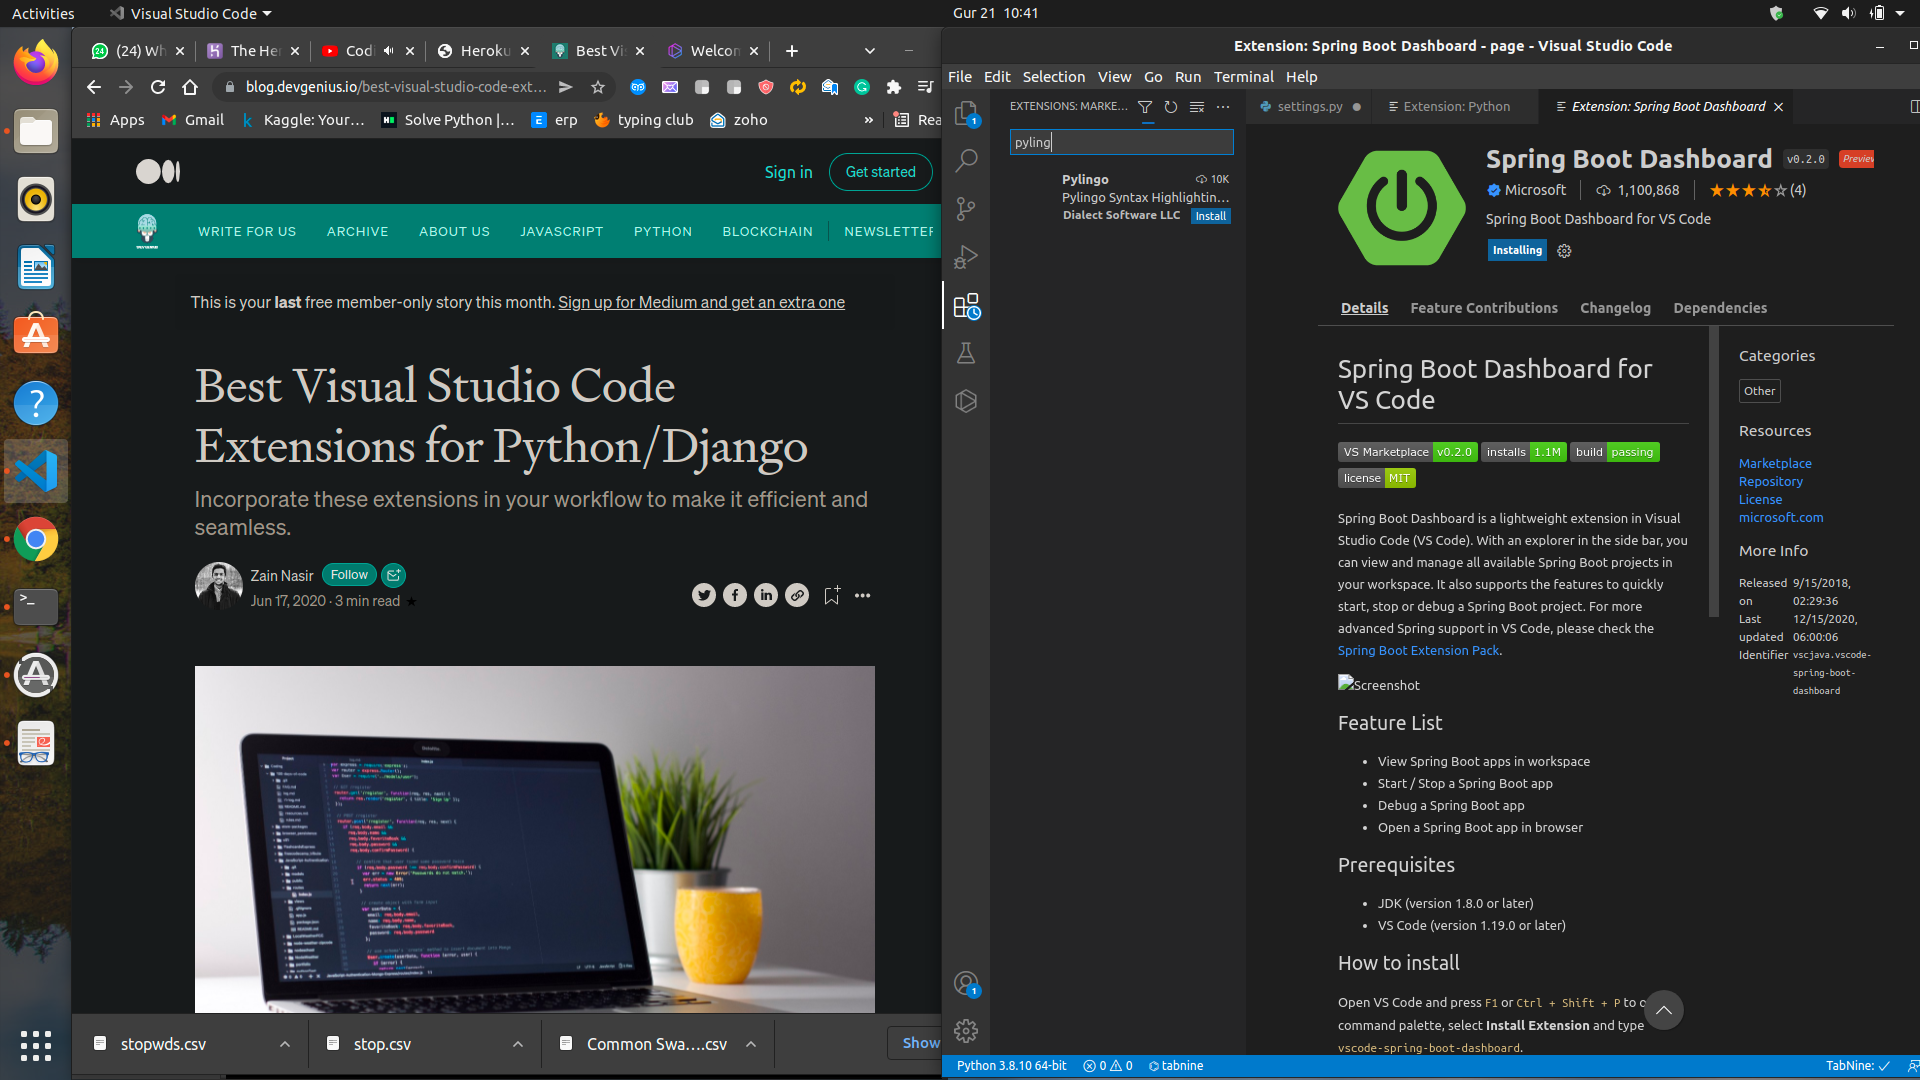 Activities
Visual Studio Code
Gur 21 10:41
(24) Wh
The He
Codi
Heroku
Best Vis
Welcom
blog.devgenius.io/best-visual-studio-code-ext...
Apps
Gmail
Kaggle: Your...
Solve Python |...
erp
typing club
zoho
»
Rea
Sign in
Get started
WRITE FOR US
ARCHIVE
ABOUT US
JAVASCRIPT
PYTHON
BLOCKCHAIN
NEWSLETTER
This is your last free member-only story this month. Sign up for Medium and get an extra one
Best Visual Studio Code
Extensions for Python/Django
Incorporate these extensions in your workflow to make it efficient and
seamless.
Zain Nasir
Follow
Jun 17, 2020 · 3 min read
stopwds.csv
stop.csv
Common Swa....csv
Show
Extension: Spring Boot Dashboard - page - Visual Studio Code
File Edit Selection View Go Run Terminal Help
EXTENSIONS: MARKE...
settings.py
Extension: Python
Extension: Spring Boot Dashboard
pyling
Pylingo
10K
Pylingo Syntax Highlightin...
Dialect Software LLC
Install
1
1
Spring Boot Dashboard
v0.2.0
Preview
Microsoft
1,100,868
(4)
Spring Boot Dashboard for VS Code
Installing
Details
Feature Contributions
Changelog
Dependencies
Spring Boot Dashboard for
VS Code
VS Marketplace v0.2.0
installs 1.1M
build passing
license MIT
Spring Boot Dashboard is a lightweight extension in Visual
Studio Code (VS Code). With an explorer in the side bar, you
can view and manage all available Spring Boot projects in
your workspace. It also supports the features to quickly
start, stop or debug a Spring Boot project. For more
advanced Spring support in VS Code, please check the
Spring Boot Extension Pack.
Screenshot
Feature List
• View Spring Boot apps in workspace
• Start / Stop a Spring Boot app
• Debug a Spring Boot app
• Open a Spring Boot app in browser
Prerequisites
• JDK (version 1.8.0 or later)
• VS Code (version 1.19.0 or later)
How to install
Open VS Code and press F1 or Ctrl + Shift + P to o
command palette, select Install Extension and type
vscode-spring-boot-dashboard.
Categories
Other
Resources
Marketplace
Repository
License
microsoft.com
More Info
Released on 9/15/2018, 02:29:36
Last updated 12/15/2020, 06:00:06
Identifier vscjava.vscode-spring-boot-dashboard
Python 3.8.10 64-bit
0
0
tabnine
TabNine: